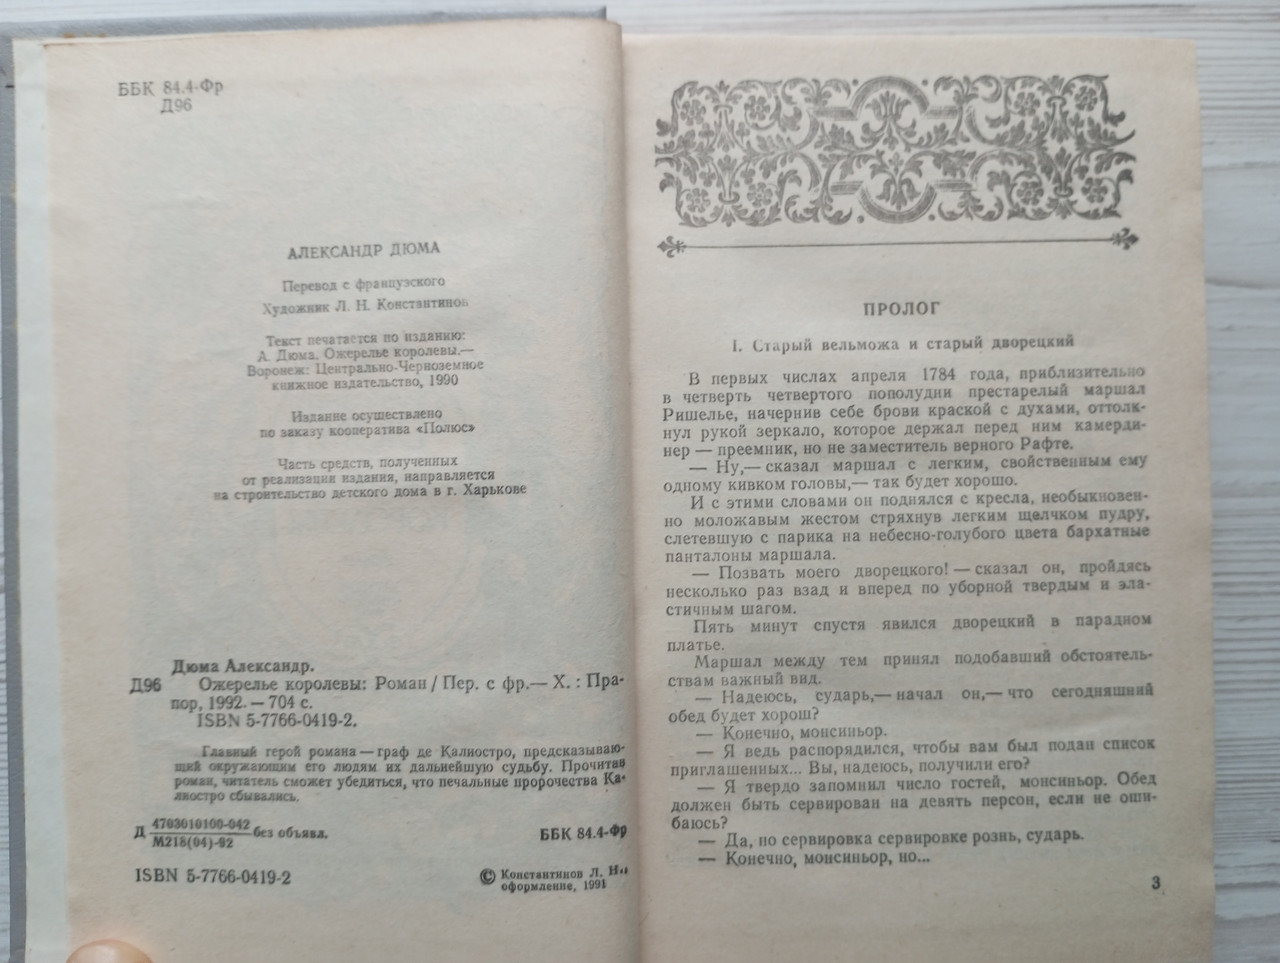 ББК 84.4-Фр
Д96
АЛЕКСАНДР ДЮМА
Перевод с французского
Художник Л. Н. Константинов
Текст печатается по изданию:
А. Дюма. Ожерелье королевы.—
Воронеж: Центрально-Черноземное
книжное издательство, 1990
Издание осуществлено
по заказу кооператива «Полюс»
Часть средств, полученных
от реализации издания, направляется
на строительство детского дома в г. Харькове
Дюма Александр.
Д96 Ожерелье королевы: Роман / Пер. с фр.— Х. : Пра-
пор, 1992. — 704 с.
ISBN 5-7766-0419-2.
Главный герой романа — граф де Калиостро, предсказываю-
щий окружающим его людям их дальнейшую судьбу. Прочитав
роман, читатель сможет убедиться, что печальные пророчества Ка-
лиостро сбывались.
Д 4703010100-042 без объявл.
М218(04)-92
ББК 84.4-Фр
ISBN 5-7766-0419-2
© Константинов Л. Н.,
оформление, 1991
ПРОЛОГ
I. Старый вельможа и старый дворецкий
В первых числах апреля 1784 года, приблизительно
в четверть четвертого пополудни престарелый маршал
Ришелье, начернив себе брови краской с духами, оттолк-
нул рукой зеркало, которое держал перед ним камерди-
нер — преемник, но не заместитель верного Рафте.
— Ну,— сказал маршал с легким, свойственным ему
одному кивком головы,— так будет хорошо.
И с этими словами он поднялся с кресла, необыкновен-
но моложавым жестом стряхнув легким щелчком пудру,
слетевшую с парика на небесно-голубого цвета бархатные
панталоны маршала.
— Позвать моего дворецкого! — сказал он, пройдясь
несколько раз взад и вперед по уборной твердым и эла-
стичным шагом.
Пять минут спустя явился дворецкий в парадном
платье.
Маршал между тем принял подобавший обстоятель-
ствам важный вид.
— Надеюсь, сударь,— начал он,— что сегодняшний
обед будет хорош?
— Конечно, монсиньор.
— Я ведь распорядился, чтобы вам был подан список
приглашенных... Вы, надеюсь, получили его?
— Я твердо запомнил число гостей, монсиньор. Обед
должен быть сервирован на девять персон, если не оши-
баюсь?
— Да, но сервировка сервировке рознь, сударь.
— Конечно, монсиньор, но...
3